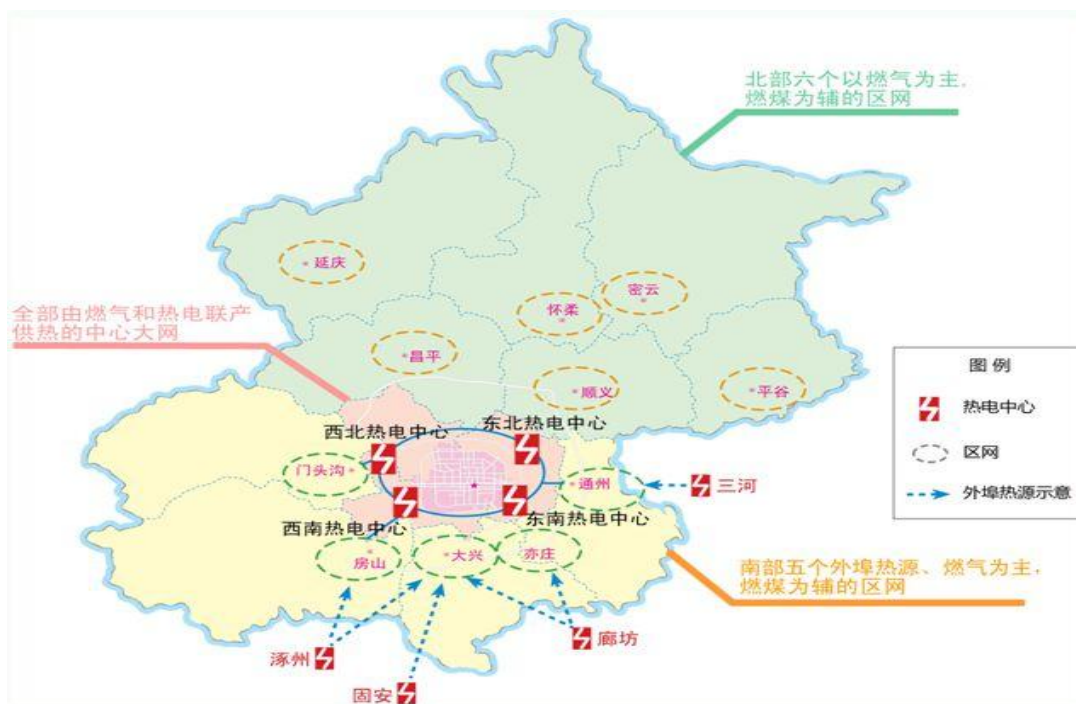 北部六个以燃气为主,
燃煤为辅的区网
延庆
密云
怀柔
全部由燃气和热电联产
供热的中心大网
昌平
顺义
平谷
图例
热电中心
区网
外埠热源示意
西北热电中心
东北热电中心
门头沟
通州
三河
西南热电中心
东南热电中心
房山
大兴
亦庄
南部五个外埠热源、燃气为主,
燃煤为辅的区网
涿州
廊坊
固安